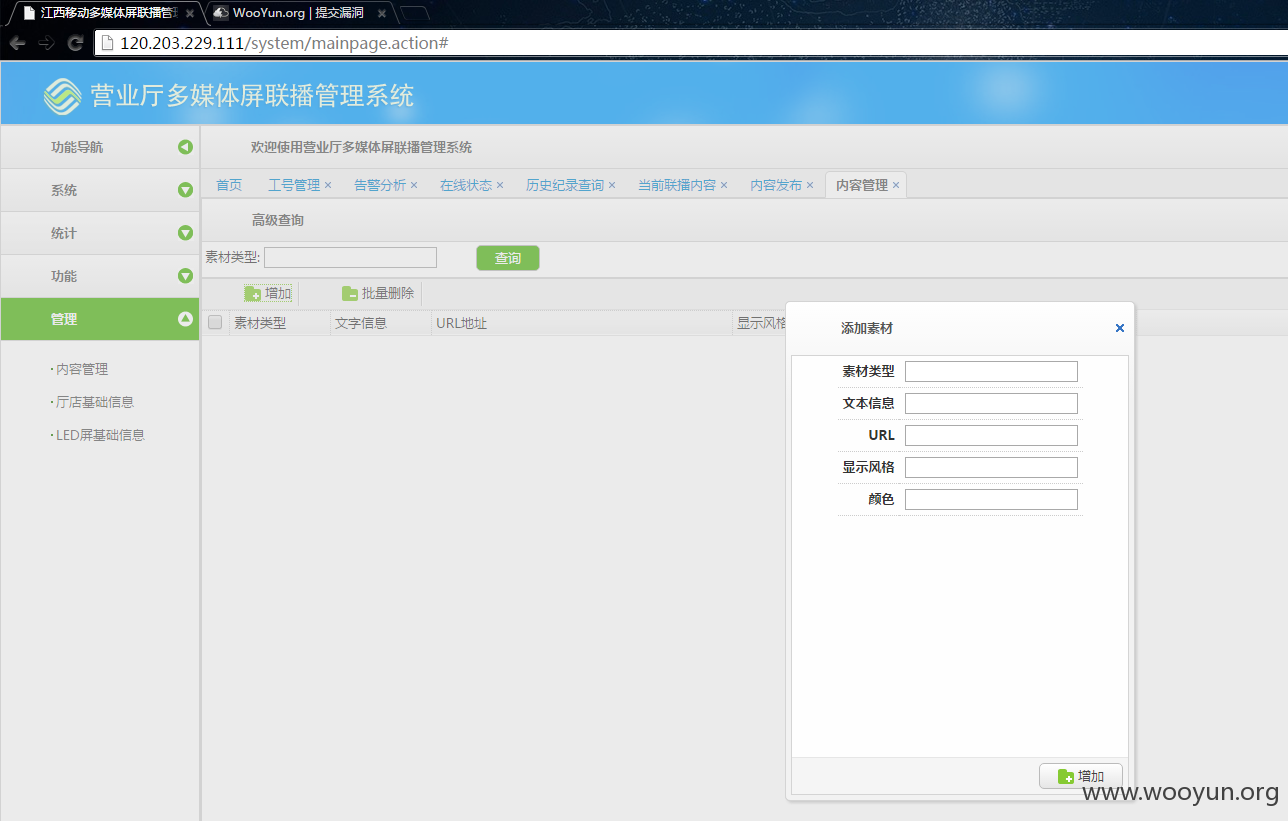 江西移动多媒体屏联播管理
WooYun.org | 提交漏洞
120.203.229.111/system/mainpage.action#
营业厅多媒体屏联播管理系统
功能导航
欢迎使用营业厅多媒体屏联播管理系统
系统
首页 工号管理 × 告警分析 × 在线状态 × 历史纪录查询 × 当前联播内容 × 内容发布 × 内容管理 ×
高级查询
统计
素材类型: 查询
功能
增加 批量删除
管理
素材类型 文字信息 URL地址 显示风格
添加素材
素材类型
文本信息
URL
显示风格
颜色
增加
·内容管理
·厅店基础信息
·LED屏基础信息
www.wooyun.org